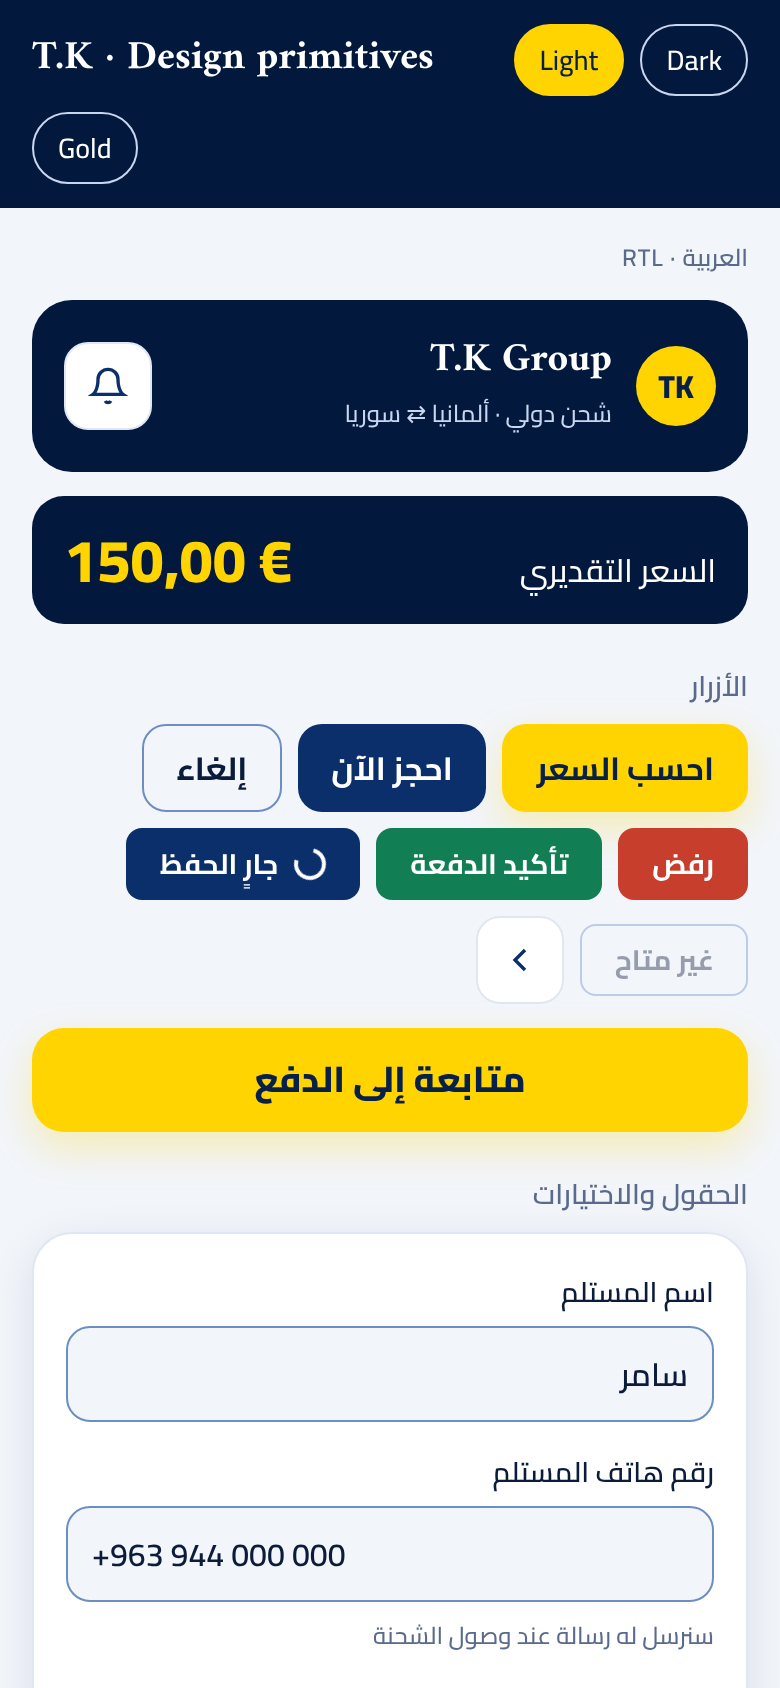 T.K · Design primitives
Light
Dark
Gold
العربية · RTL
TK
T.K Group
شحن دولي · ألمانيا ⇄ سوريا
السعر التقديري
150,00 €
الأزرار
احسب السعر
احجز الآن
إلغاء
رفض
تأكيد الدفعة
جارٍ الحفظ
غير متاح
متابعة إلى الدفع
الحقول والاختيارات
اسم المستلم
سامر
رقم هاتف المستلم
+963 944 000 000
سنرسل له رسالة عند وصول الشحنة